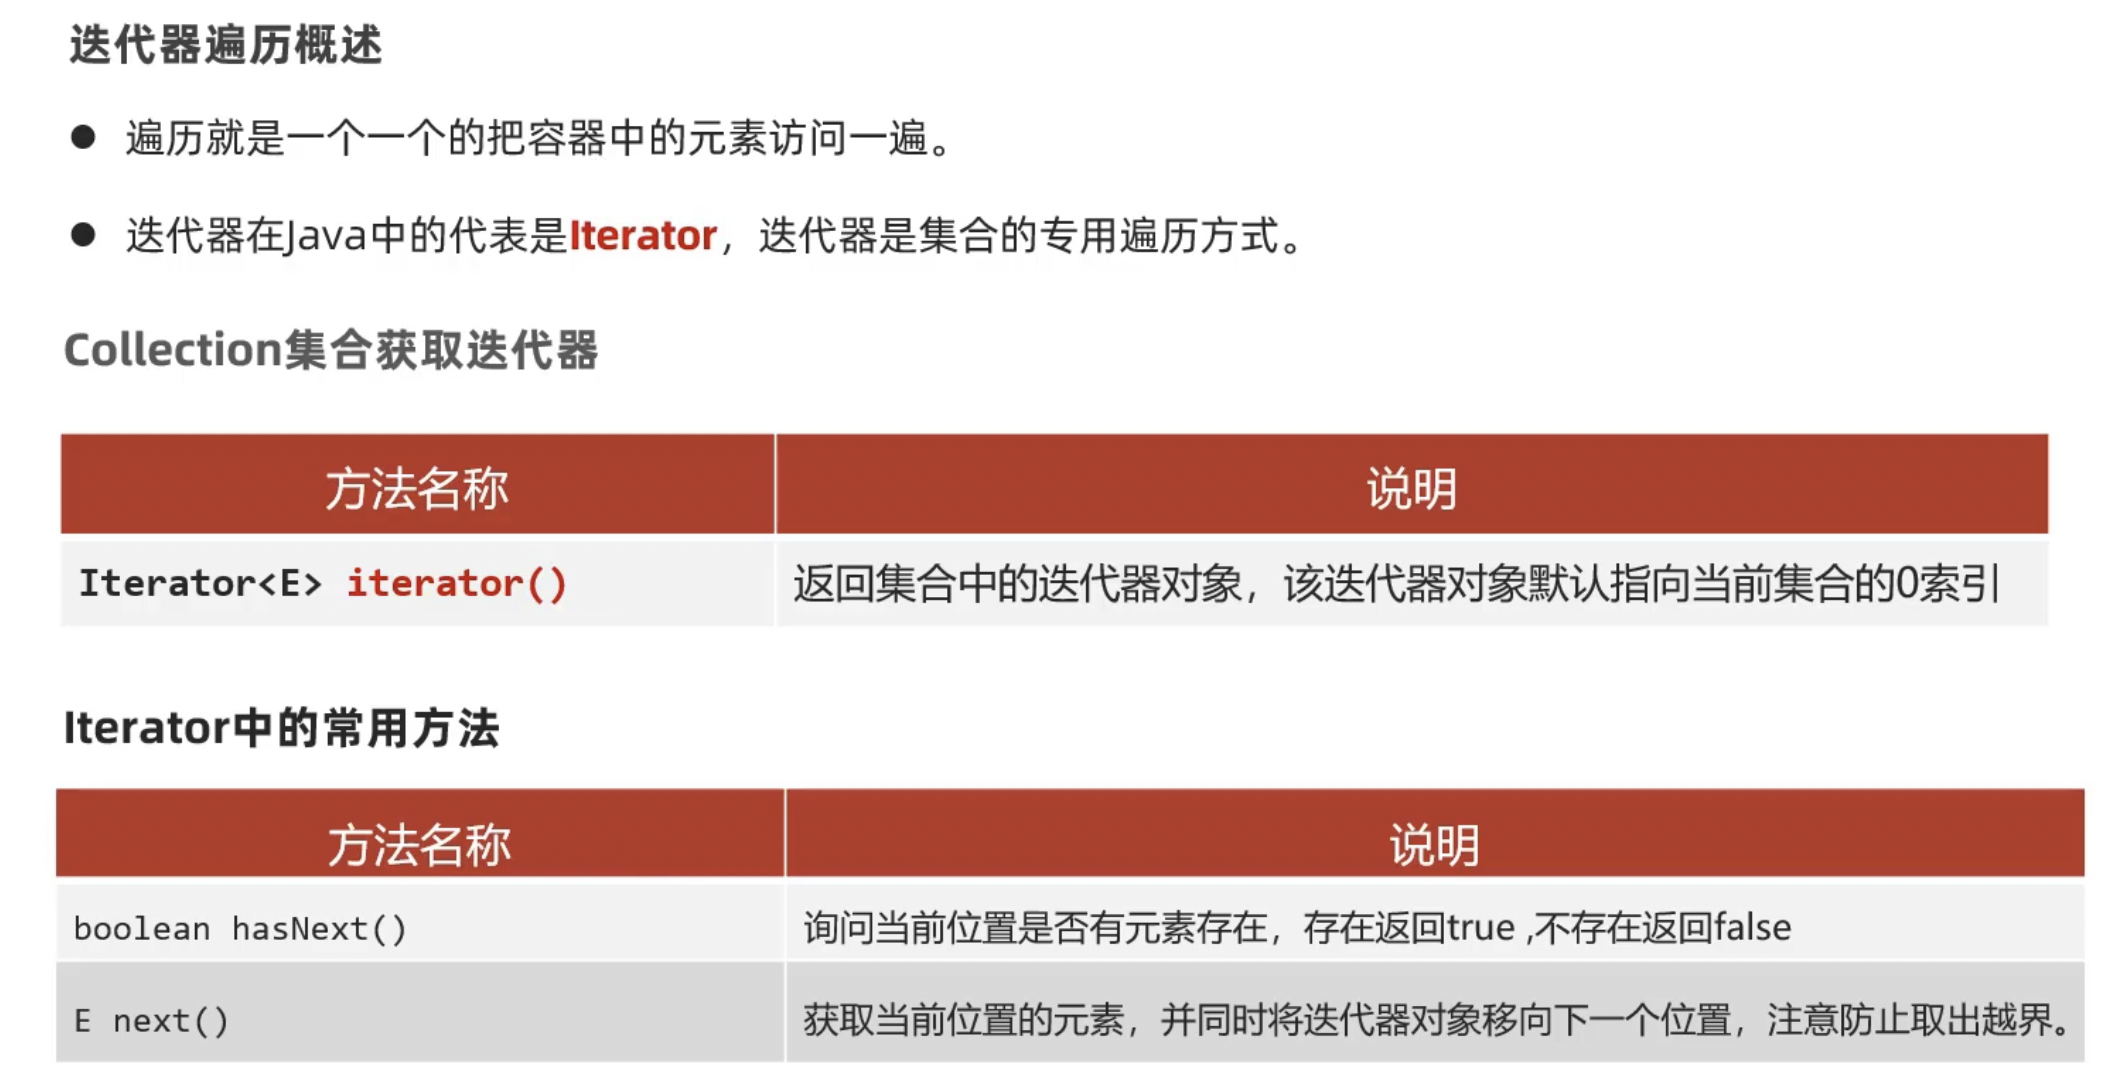 迭代器遍历概述
● 遍历就是一个一个的把容器中的元素访问一遍。
● 迭代器在Java中的代表是Iterator，迭代器是集合的专用遍历方式。
Collection集合获取迭代器
方法名称 说明
Iterator<E> iterator() 返回集合中的迭代器对象，该迭代器对象默认指向当前集合的0索引
Iterator中的常用方法
方法名称 说明
boolean hasNext() 询问当前位置是否有元素存在，存在返回true ,不存在返回false
E next() 获取当前位置的元素，并同时将迭代器对象移向下一个位置，注意防止取出越界。